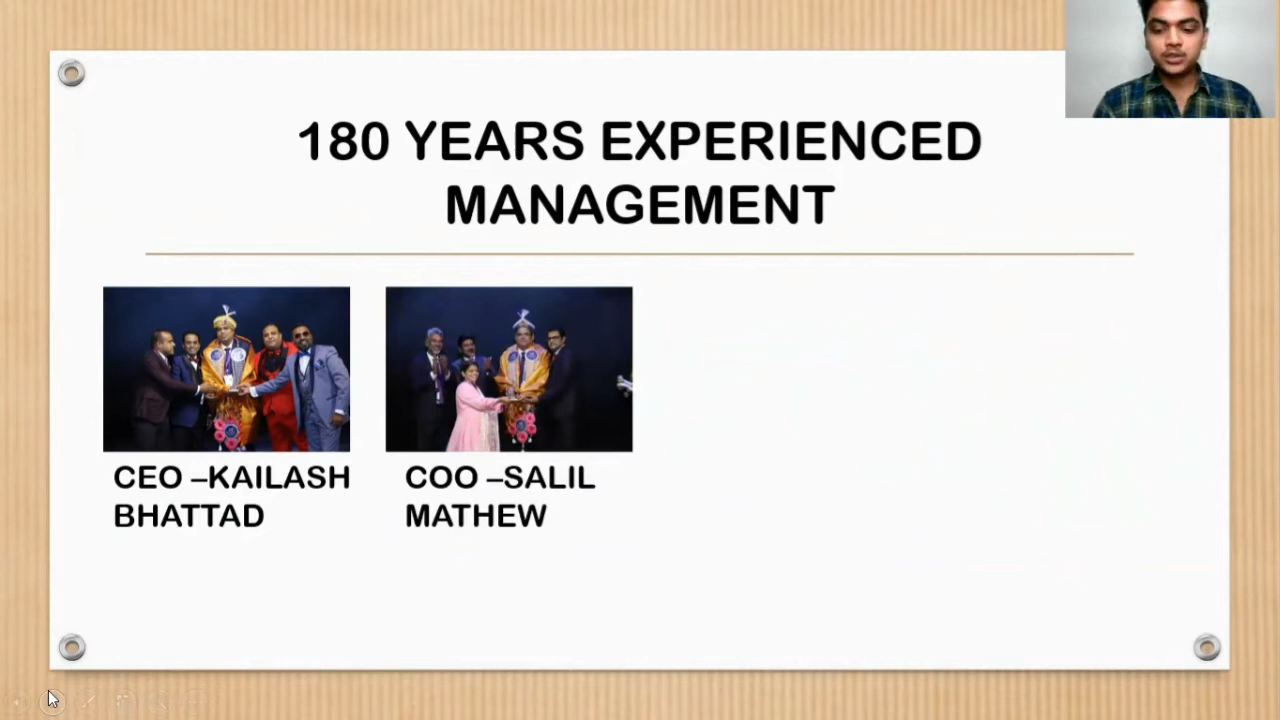 180 YEARS EXPERIENCED
MANAGEMENT
CEO –KAILASH
BHATTAD
COO –SALIL
MATHEW